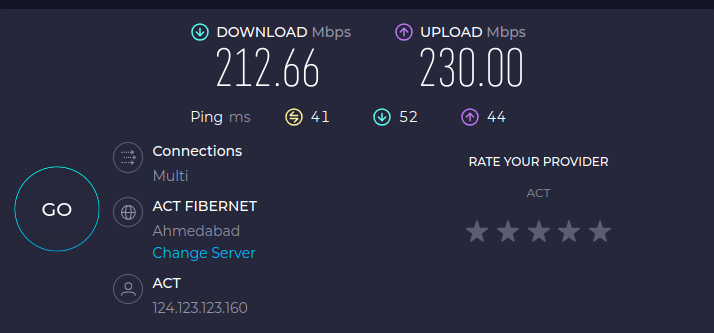 DOWNLOAD Mbps
212.66
UPLOAD Mbps
230.00
Ping ms 41 52 44
Connections
Multi
ACT FIBERNET
Ahmedabad
Change Server
ACT
124.123.123.160
GO
RATE YOUR PROVIDER
ACT